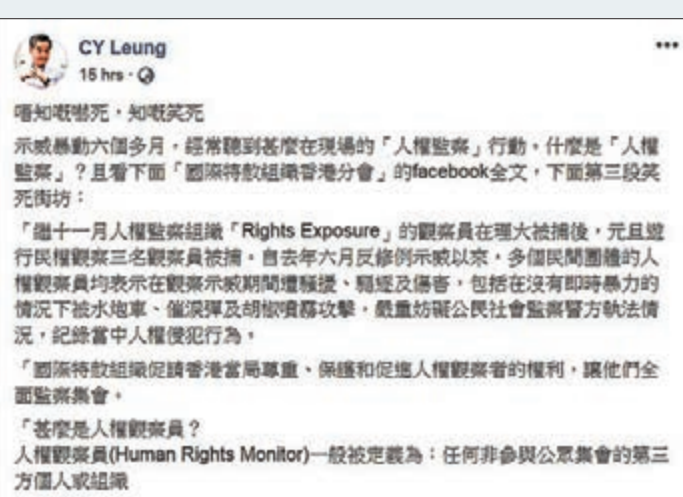 CY Leung
15 hrs ·
唔知嘅嚇死，知嘅笑死
示威暴動六個多月，經常聽到甚麼在現場的「人權監察」行動，什麼是「人權
監察」？且看下面「國際特赦組織香港分會」的facebook全文，下面第三段笑
死街坊：
「繼十一月人權監察組織「Rights Exposure」的觀察員在理大被捕後，元旦遊
行民權觀察三名觀察員被捕。自去年六月反修例示威以來，多個民間團體的人
權觀察員均表示在觀察示威期間遭騷擾、驅逐及傷害，包括在沒有即時暴力的
情況下被水炮車、催淚彈及胡椒噴霧攻擊，嚴重妨礙公民社會監察警方執法情
況，紀錄當中人權侵犯行為。
「國際特赦組織促請香港當局尊重、保護和促進人權觀察者的權利，讓他們全
面監察集會。
「甚麼是人權觀察員？
人權觀察員(Human Rights Monitor)一般被定義為：任何非參與公眾集會的第三
方個人或組織